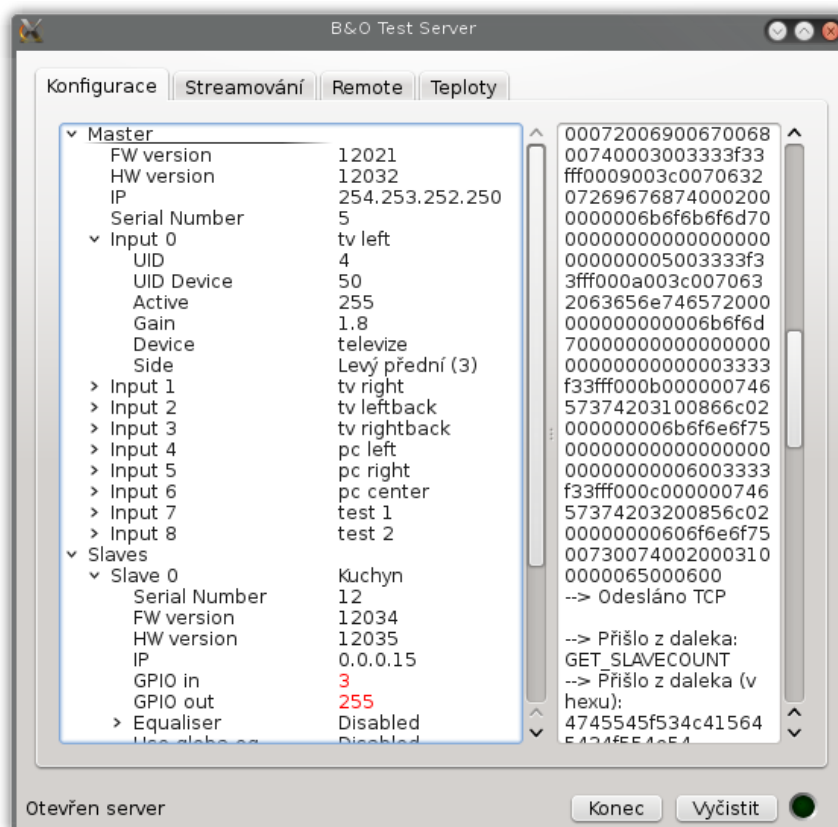 B&O Test Server
Konfigurace Streamování Remote Teploty
Master
FW version 12021
HW version 12032
IP 254.253.252.250
Serial Number 5
Input 0 tv left
UID 4
UID Device 50
Active 255
Gain 1.8
Device televize
Side Levý přední (3)
Input 1 tv right
Input 2 tv leftback
Input 3 tv rightback
Input 4 pc left
Input 5 pc right
Input 6 pc center
Input 7 test 1
Input 8 test 2
Slaves
Slave 0 Kuchyn
Serial Number 12
FW version 12034
HW version 12035
IP 0.0.0.15
GPIO in 3
GPIO out 255
Equaliser Disabled
00072006900670068
00740003003333f33
fff0009003c0070632
07269676874000200
0000006b6f6b6f6d70
00000000000000000
000000005003333f3
3fff000a003c007063
2063656e746572000
000000000006b6f6d
70000000000000000
00000000000003333
f33fff000b000000746
57374203100866c02
000000006b6f6e6f75
00000000000000000
00000000006003333
f33fff000c000000746
57374203200856c02
00000000606f6e6f75
00730074002000310
0000065000600
--> Odesláno TCP
--> Přišlo z daleka:
GET_SLAVECOUNT
--> Přišlo z daleka (v
hexu):
4745545f534c41564
Otevřen server
Konec Vyčistit